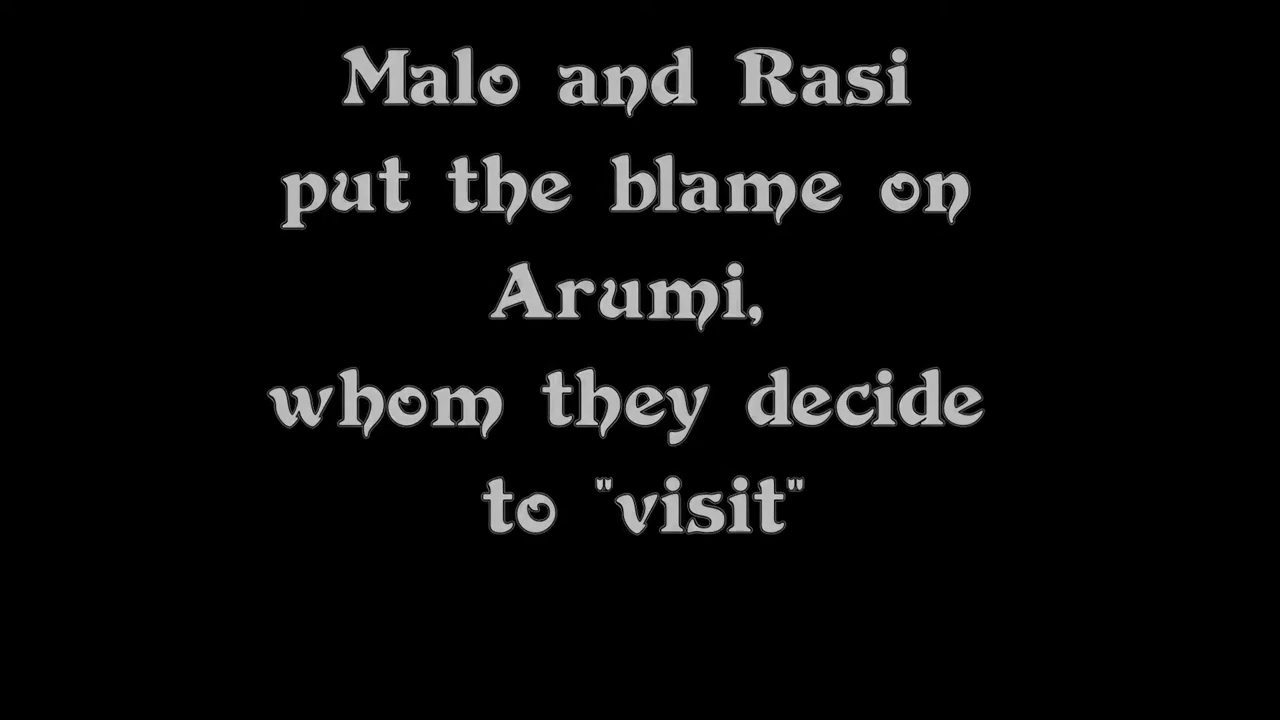 Malo and Rasi
put the blame on
Arumi,
whom they decide
to "visit"